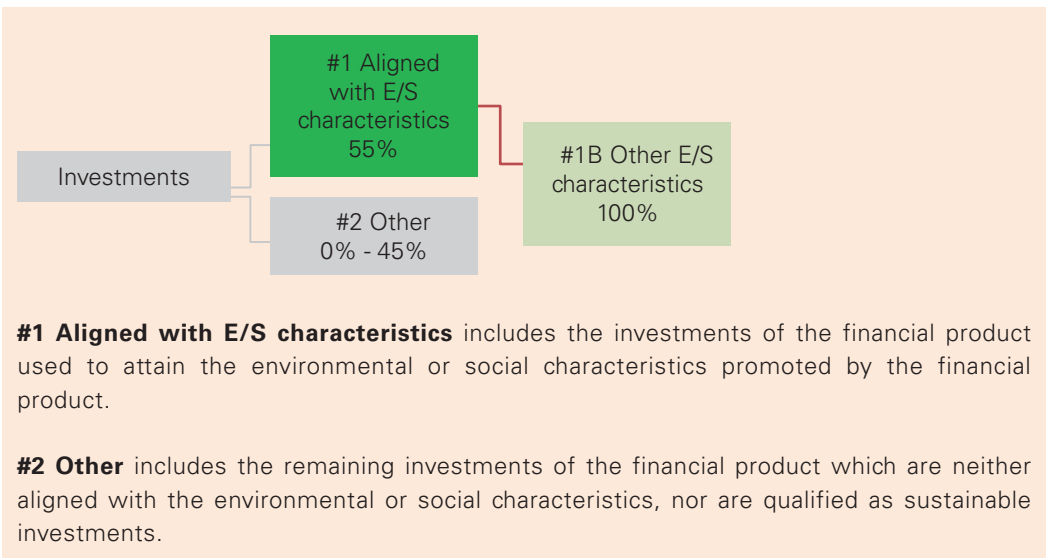 #1 Aligned
with E/S
characteristics
55%
Investments
#1B Other E/S
characteristics
100%
#2 Other
0% - 45%
#1 Aligned with E/S characteristics includes the investments of the financial product
used to attain the environmental or social characteristics promoted by the financial
product.
#2 Other includes the remaining investments of the financial product which are neither
aligned with the environmental or social characteristics, nor are qualified as sustainable
investments.